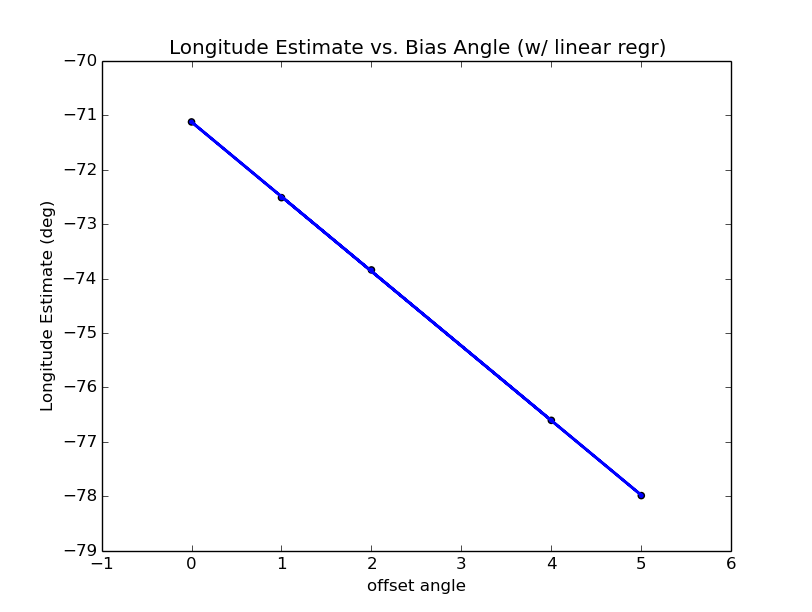 Longitude Estimate vs. Bias Angle (w/ linear regr)
−70
−71
−72
−73
−74
−75
−76
−77
−78
−79
Longitude Estimate (deg)
−1 0 1 2 3 4 5 6
offset angle